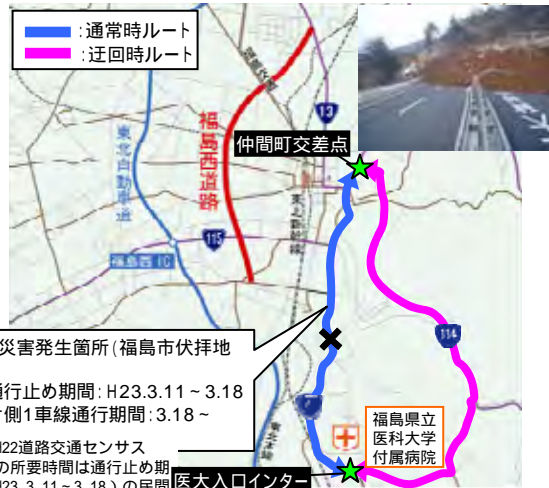 :通常時ルート
:迂回時ルート
13
仲間町交差点
福島西道路
東北自動車道
東北新幹線
115
福島西IC
災害発生箇所(福島市伏拝地
通行止め期間:H23.3.11~3.18
側1車線通行期間:3.18~
22道路交通センサス
の所要時間は通行止め期
23.3.11~3.18)の民間
114
4
東北本線
福島県立
医科大学
付属病院
医大入口インター